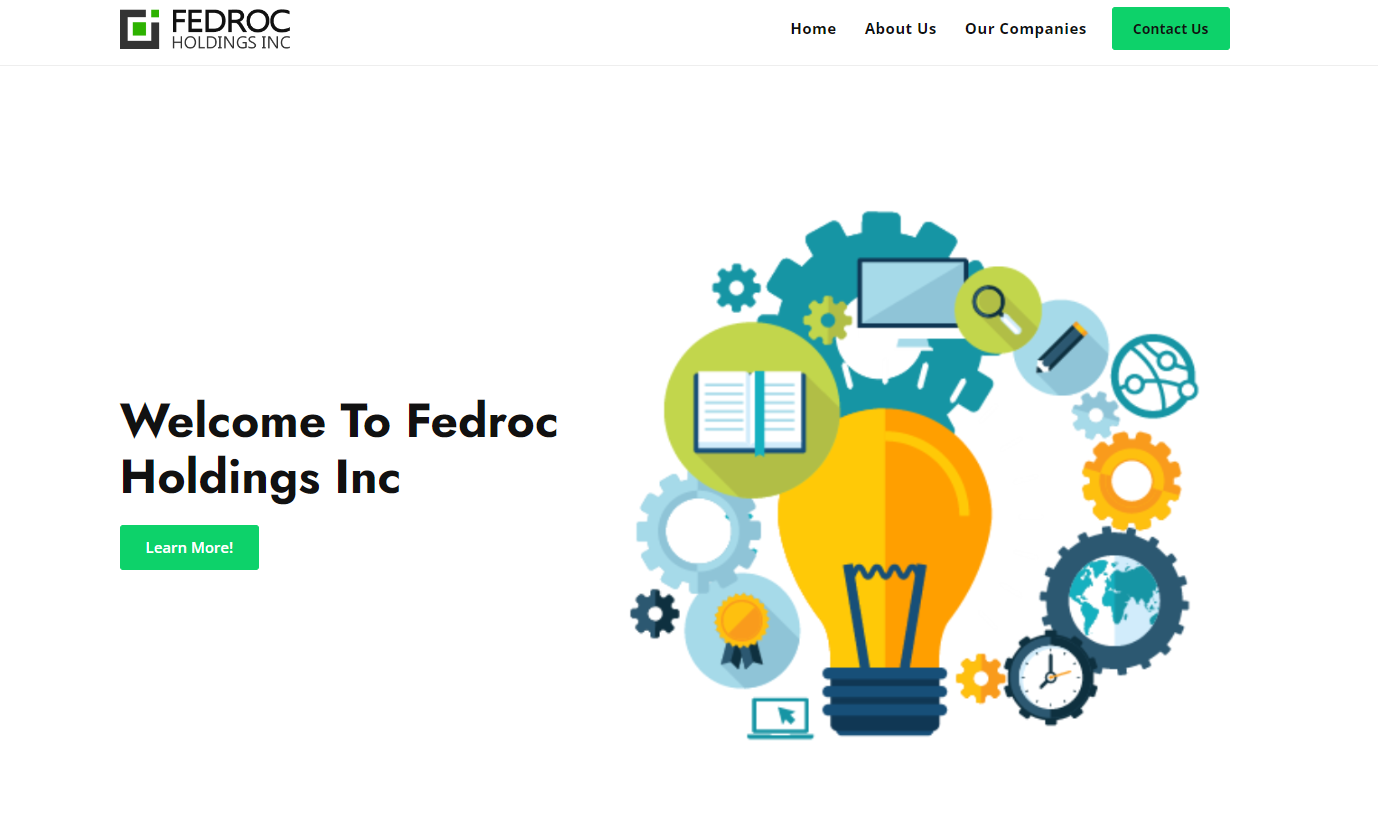 FEDROC
HOLDINGS INC
Home
About Us
Our Companies
Contact Us
Welcome To Fedroc
Holdings Inc
Learn More!